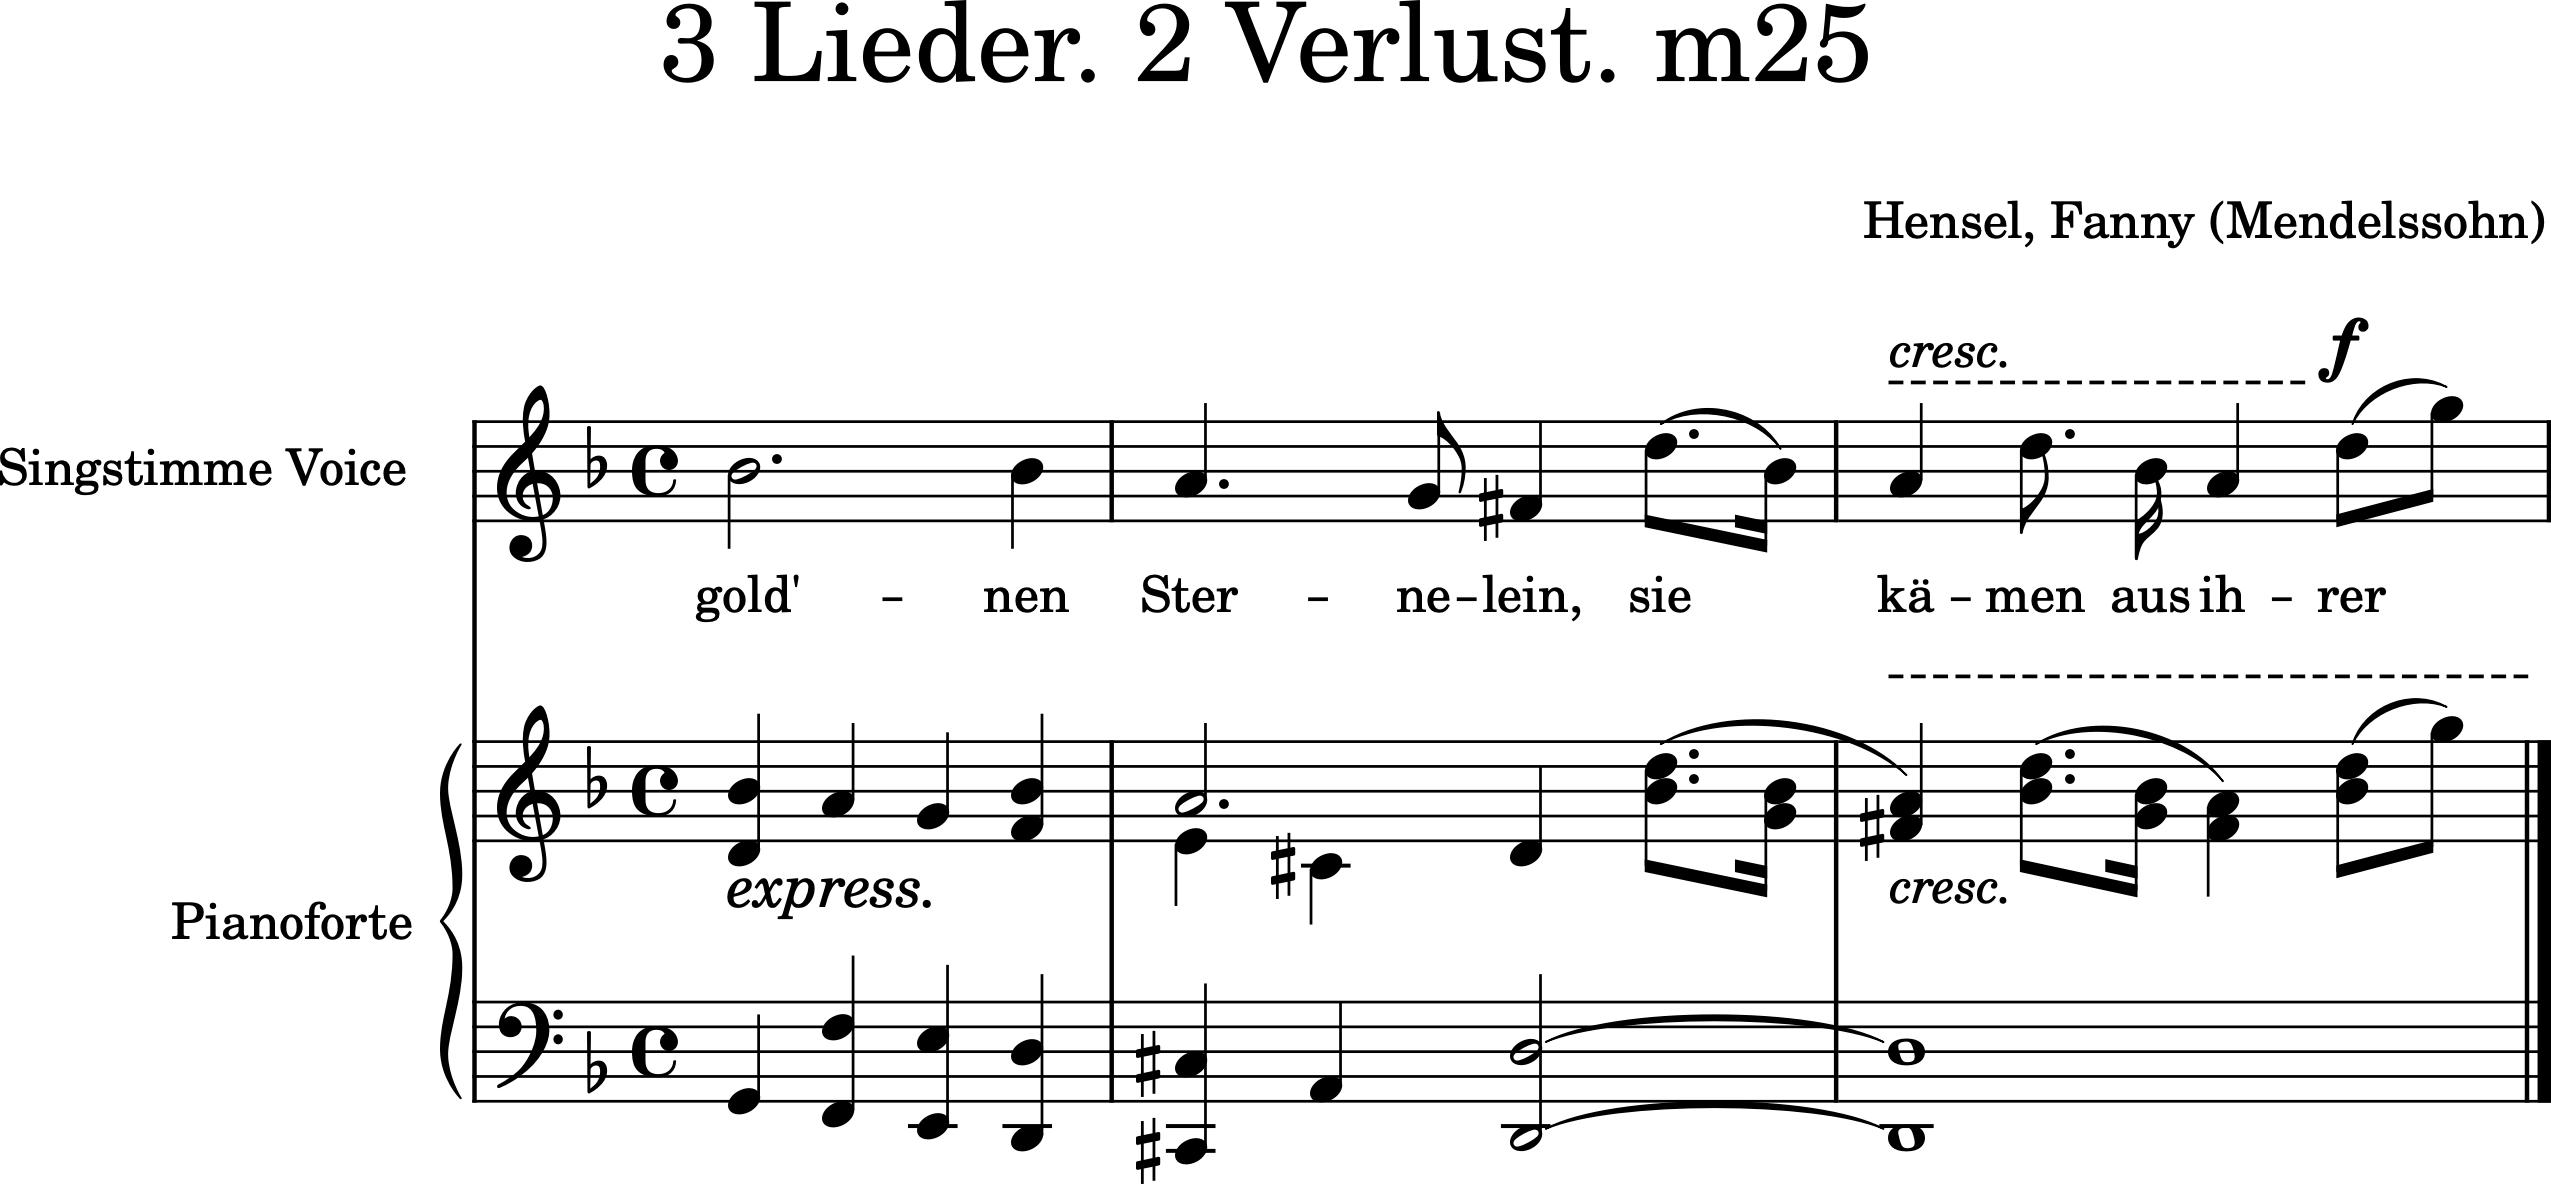 3 Lieder. 2 Verlust. m25
Hensel, Fanny (Mendelssohn)
cresc. f
Singstimme Voice
gold' – nen Ster – ne–lein, sie kä – men aus ih – rer
express. cresc.
Pianoforte